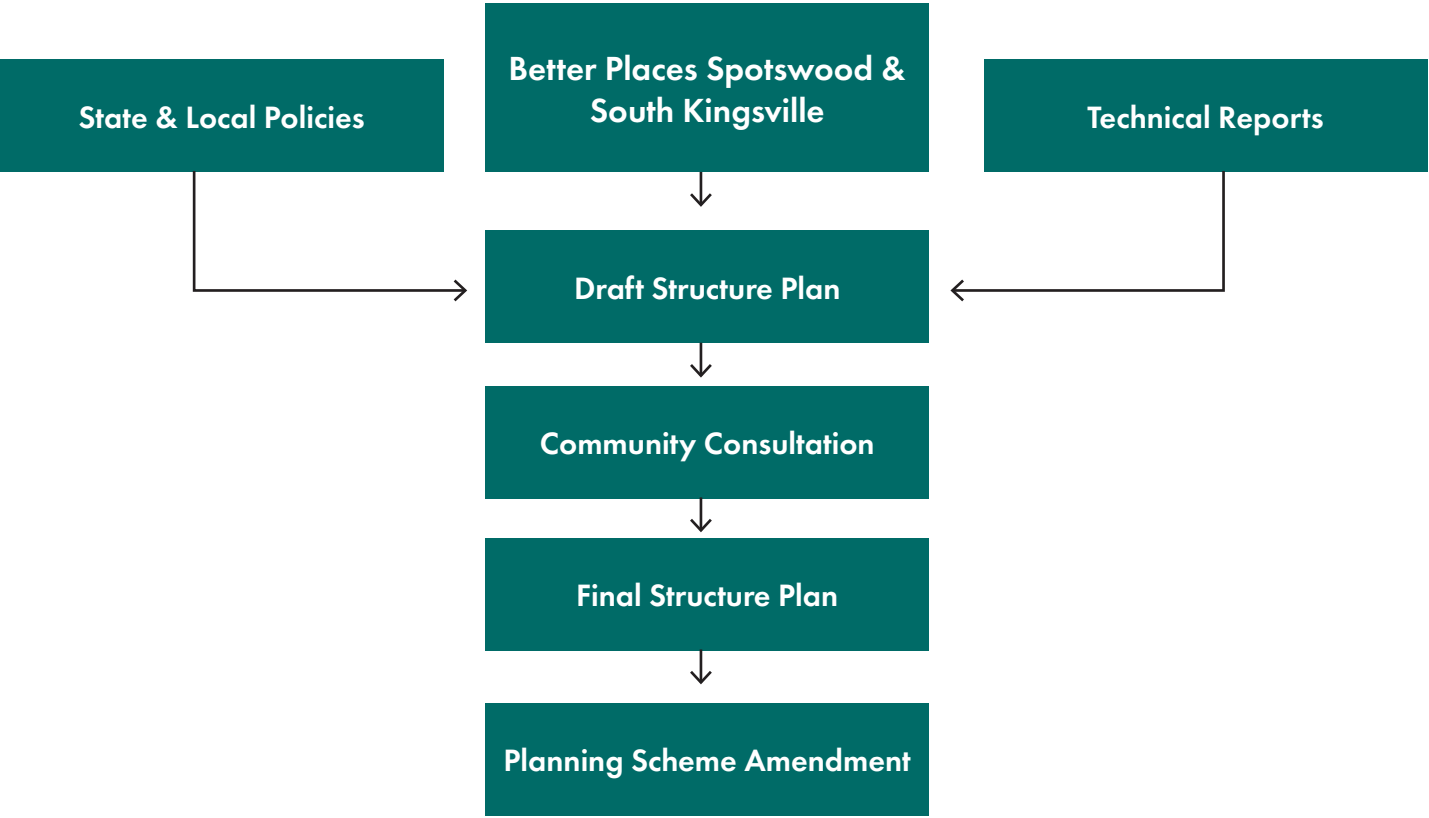 Better Places Spotswood &
South Kingsville
State & Local Policies
Technical Reports
Draft Structure Plan
Community Consultation
Final Structure Plan
Planning Scheme Amendment